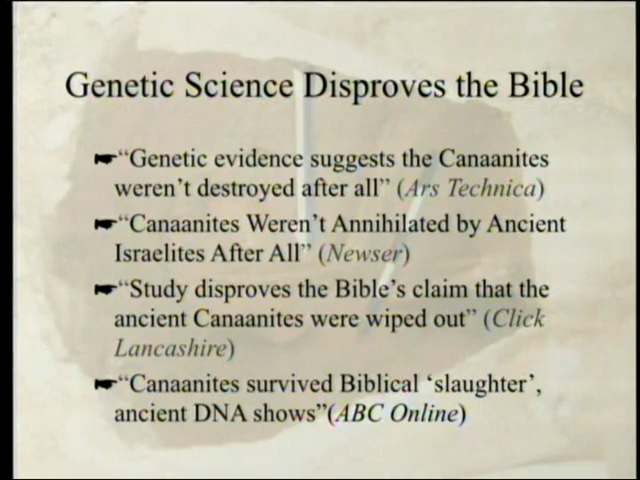 Genetic Science Disproves the Bible
“Genetic evidence suggests the Canaanites
weren’t destroyed after all” (Ars Technica)
“Canaanites Weren’t Annihilated by Ancient
Israelites After All” (Newser)
“Study disproves the Bible’s claim that the
ancient Canaanites were wiped out” (Click
Lancashire)
“Canaanites survived Biblical ‘slaughter’,
ancient DNA shows”(ABC Online)